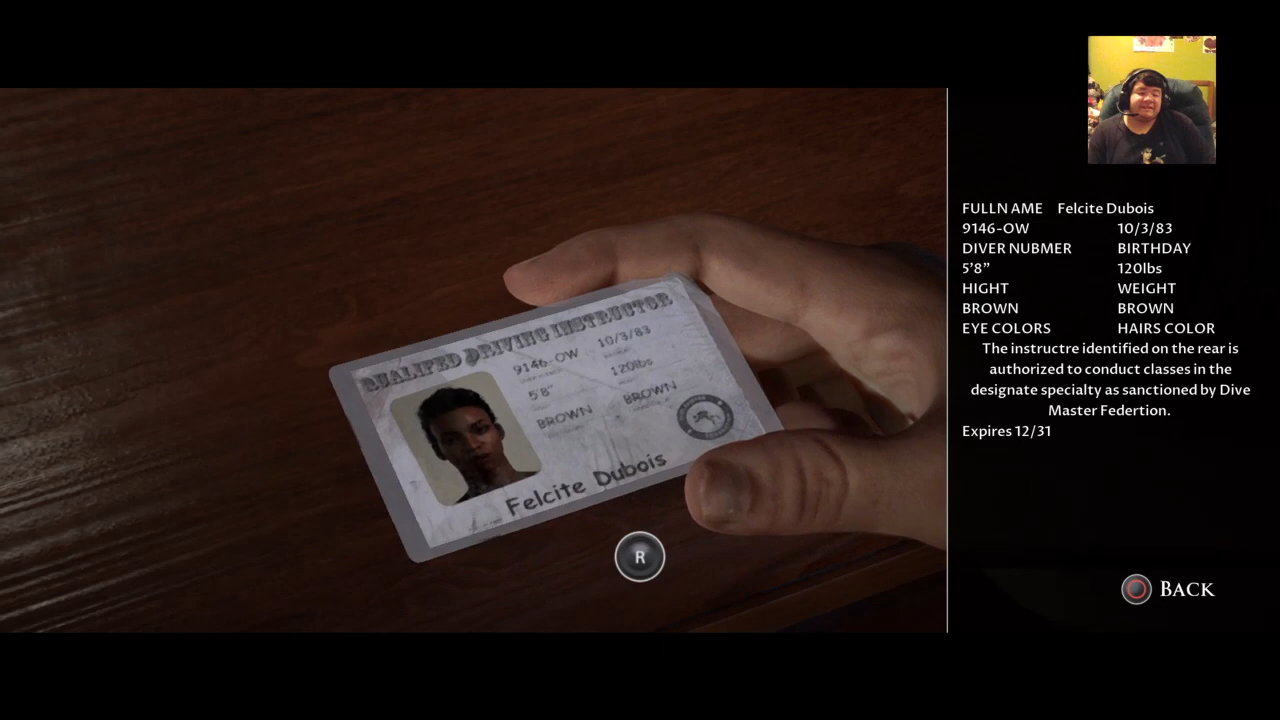 QUALIFED DRIVING INSTRUCTOR
9146-OW 10/3/83
5'8" 120lbs
BROWN BROWN
Felcite Dubois
R
FULLN AME Felcite Dubois
9146-OW 10/3/83
DIVER NUBMER BIRTHDAY
5'8” 120lbs
HIGHT WEIGHT
BROWN BROWN
EYE COLORS HAIRS COLOR
The instructre identified on the rear is
authorized to conduct classes in the
designate specialty as sanctioned by Dive
Master Federtion.
Expires 12/31
BACK